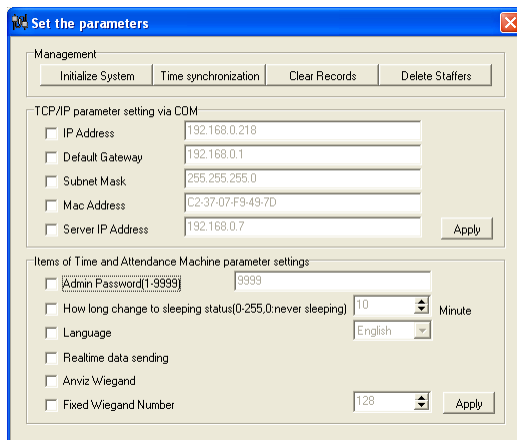 Set the parameters
Management
Initialize System Time synchronization Clear Records Delete Staffers
TCP/IP parameter setting via COM
IP Address 192.168.0.218
Default Gateway 192.168.0.1
Subnet Mask 255.255.255.0
Mac Address C2-37-07-F9-49-7D
Server IP Address 192.168.0.7 Apply
Items of Time and Attendance Machine parameter settings
Admin Password(1-9999) 9999
How long change to sleeping status(0-255,0:never sleeping) 10 Minute
Language English
Realtime data sending
Anviz Wiegand
Fixed Wiegand Number 128 Apply